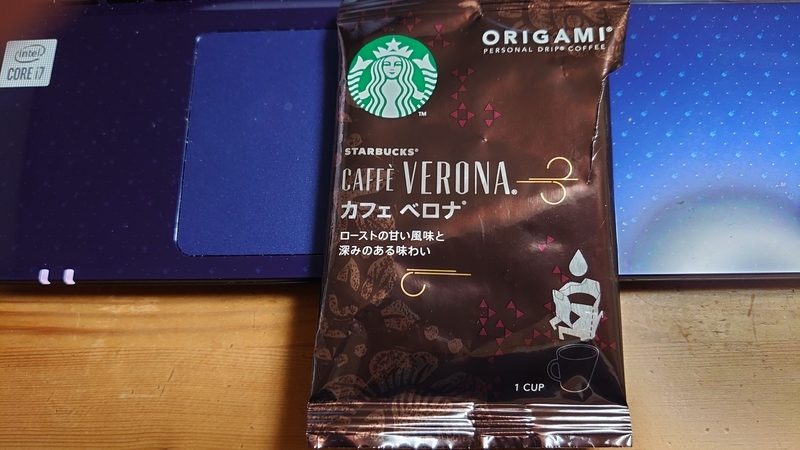 intel
CORE i7
ORIGAMI®
PERSONAL DRIP® COFFEE
TM
STARBUCKS®
CAFFÈ VERONA®
カフェ ベロナ®
ローストの甘い風味と
深みのある味わい
1 CUP